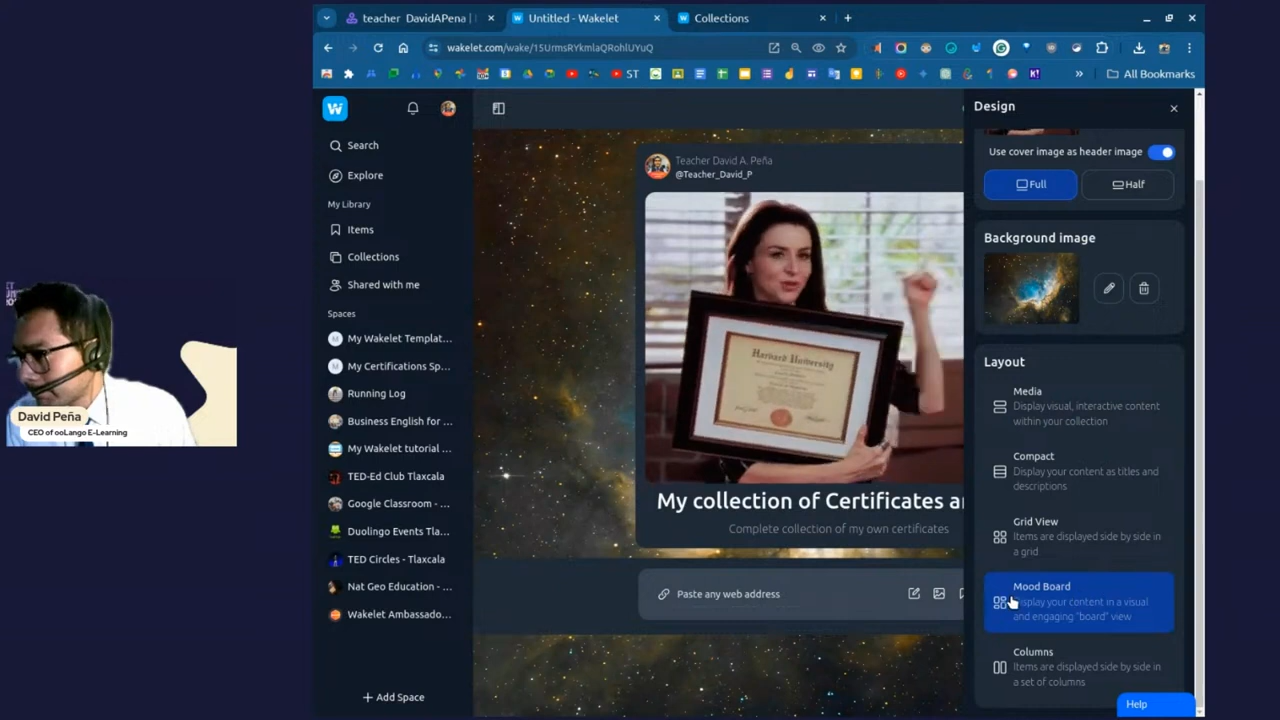 teacher DavidAPena |
Untitled - Wakelet
Collections
wakelet.com/wake/15UrmsRYkmlaQRohlUYuQ
ST
All Bookmarks
W
Search
Explore
My Library
Items
Collections
Shared with me
Spaces
My Wakelet Templat...
My Certifications Sp...
Running Log
Business English for ...
My Wakelet tutorial ...
TED-Ed Club Tlaxcala
Google Classroom - ...
Duolingo Events Tla...
TED Circles - Tlaxcala
Nat Geo Education - ...
Wakelet Ambassado...
+ Add Space
Teacher David A. Peña
@Teacher_David_P
Harvard University
My collection of Certificates a
Complete collection of my own certificates
Paste any web address
Design
Use cover image as header image
Full
Half
Background image
Layout
Media
Display visual, interactive content
within your collection
Compact
Display your content as titles and
descriptions
Grid View
Items are displayed side by side in
a grid
Mood Board
Display your content in a visual
and engaging "board" view
Columns
Items are displayed side by side in
a set of columns
Help
David Peña
CEO of ooLango E-Learning